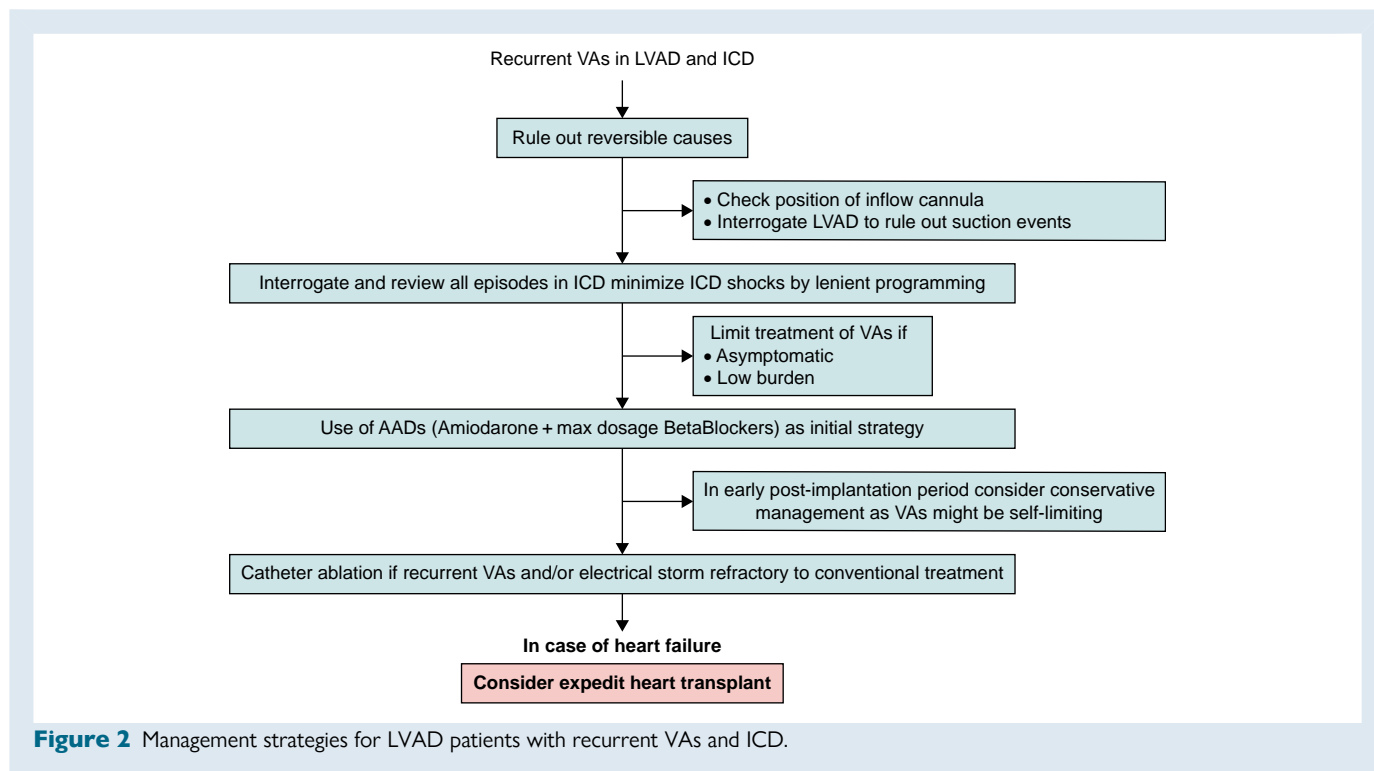 Recurrent VAs in LVAD and ICD
Rule out reversible causes
• Check position of inflow cannula
• Interrogate LVAD to rule out suction events
Interrogate and review all episodes in ICD minimize ICD shocks by lenient programming
Limit treatment of VAs if
• Asymptomatic
• Low burden
Use of AADs (Amiodarone + max dosage BetaBlockers) as initial strategy
In early post-implantation period consider conservative
management as VAs might be self-limiting
Catheter ablation if recurrent VAs and/or electrical storm refractory to conventional treatment
In case of heart failure
Consider expedit heart transplant
Figure 2 Management strategies for LVAD patients with recurrent VAs and ICD.